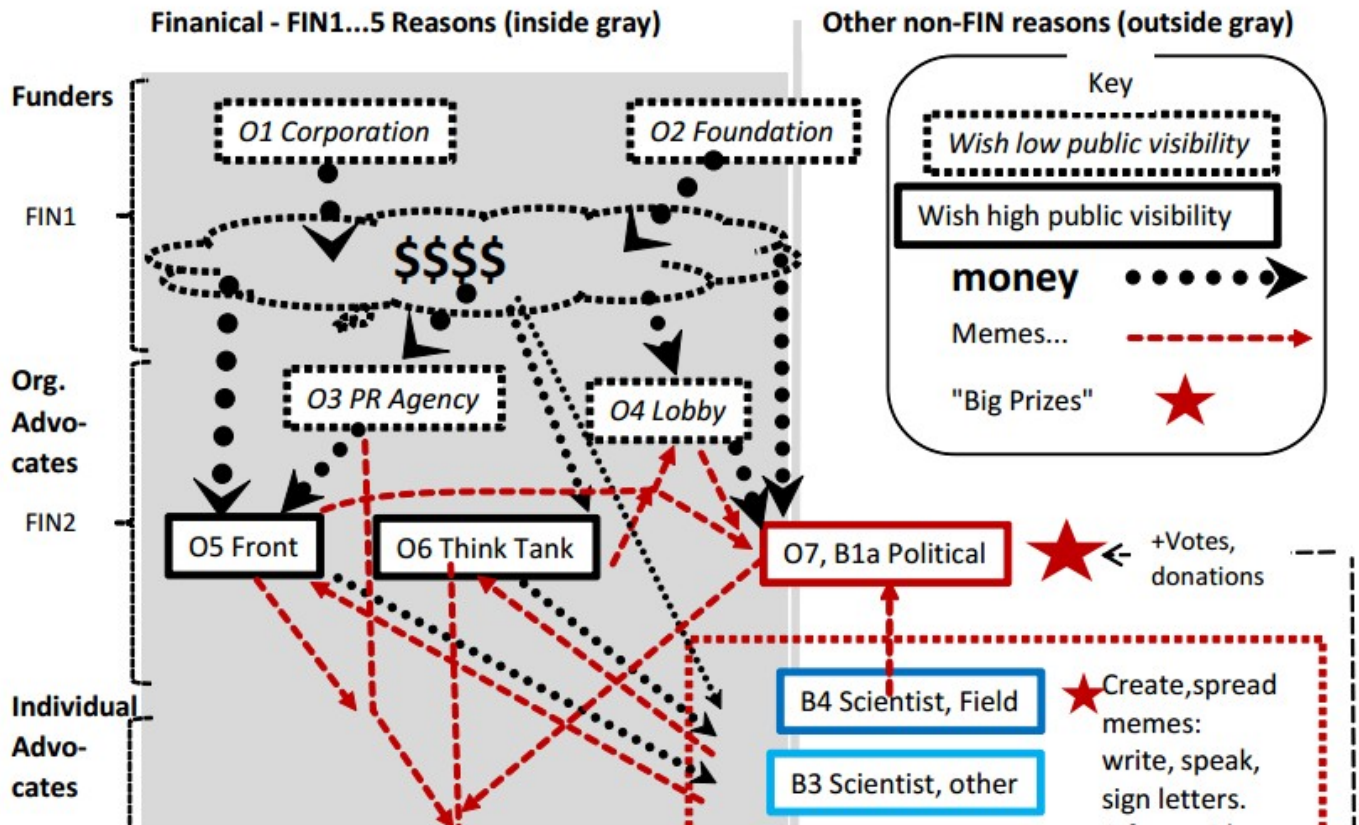 Finanical - FIN1...5 Reasons (inside gray)
Other non-FIN reasons (outside gray)
Funders
O1 Corporation
O2 Foundation
Key
Wish low public visibility
FIN1
Wish high public visibility
$$$$
money
Memes...
Org.
Advo-
cates
O3 PR Agency
O4 Lobby
"Big Prizes"
FIN2
O5 Front
O6 Think Tank
O7, B1a Political
+Votes,
donations
Individual
Advo-
cates
B4 Scientist, Field
B3 Scientist, other
Create,spread
memes:
write, speak,
sign letters.